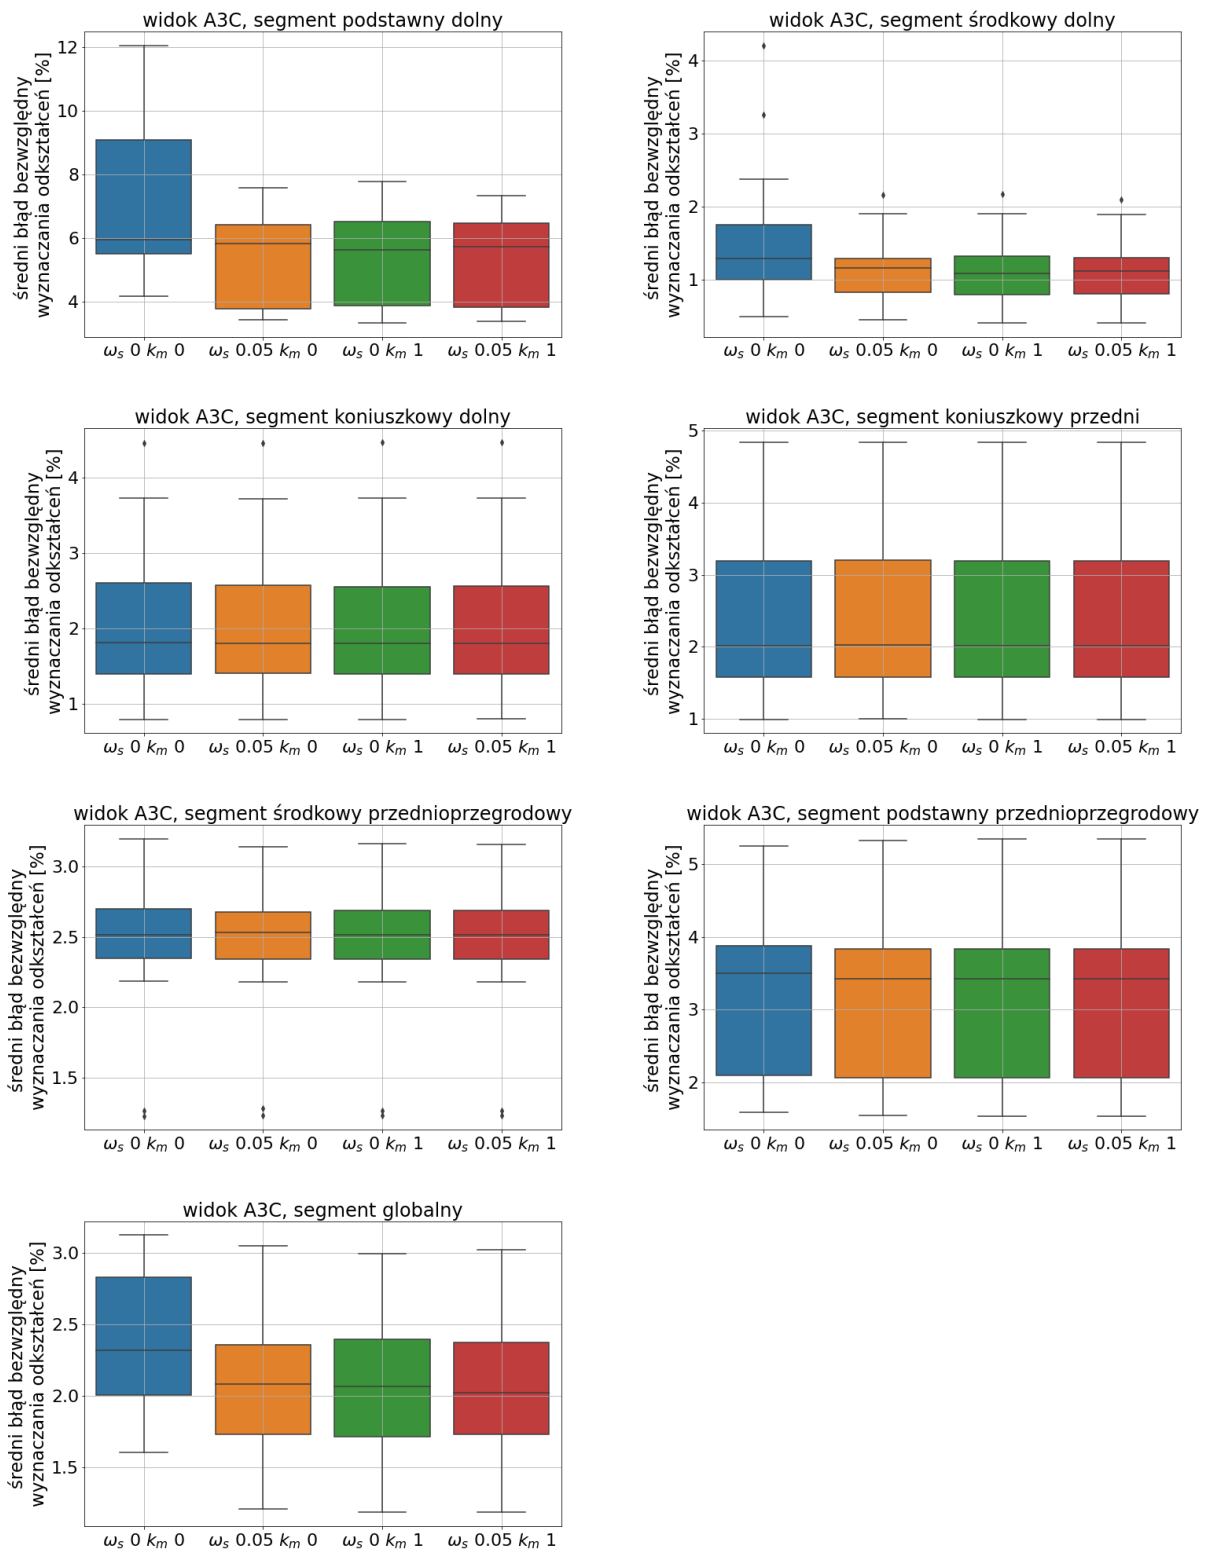 widok A3C, segment podstawny dolny
średni błąd bezwzględny
wyznaczania odkształceń [%]
12
10
8
6
4
ωs 0 km 0 ωs 0.05 km 0 ωs 0 km 1 ωs 0.05 km 1
widok A3C, segment środkowy dolny
średni błąd bezwzględny
wyznaczania odkształceń [%]
4
3
2
1
ωs 0 km 0 ωs 0.05 km 0 ωs 0 km 1 ωs 0.05 km 1
widok A3C, segment koniuszkowy dolny
średni błąd bezwzględny
wyznaczania odkształceń [%]
4
3
2
1
ωs 0 km 0 ωs 0.05 km 0 ωs 0 km 1 ωs 0.05 km 1
widok A3C, segment koniuszkowy przedni
średni błąd bezwzględny
wyznaczania odkształceń [%]
5
4
3
2
1
ωs 0 km 0 ωs 0.05 km 0 ωs 0 km 1 ωs 0.05 km 1
widok A3C, segment środkowy przednioprzegrodowy
średni błąd bezwzględny
wyznaczania odkształceń [%]
3.0
2.5
2.0
1.5
ωs 0 km 0 ωs 0.05 km 0 ωs 0 km 1 ωs 0.05 km 1
widok A3C, segment podstawny przednioprzegrodowy
średni błąd bezwzględny
wyznaczania odkształceń [%]
5
4
3
2
ωs 0 km 0 ωs 0.05 km 0 ωs 0 km 1 ωs 0.05 km 1
widok A3C, segment globalny
średni błąd bezwzględny
wyznaczania odkształceń [%]
3.0
2.5
2.0
1.5
ωs 0 km 0 ωs 0.05 km 0 ωs 0 km 1 ωs 0.05 km 1